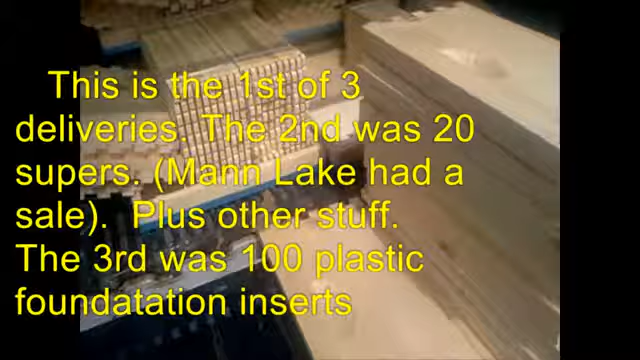 This is the 1st of 3
deliveries. The 2nd was 20
supers. (Mann Lake had a
sale). Plus other stuff.
The 3rd was 100 plastic
foundatation inserts